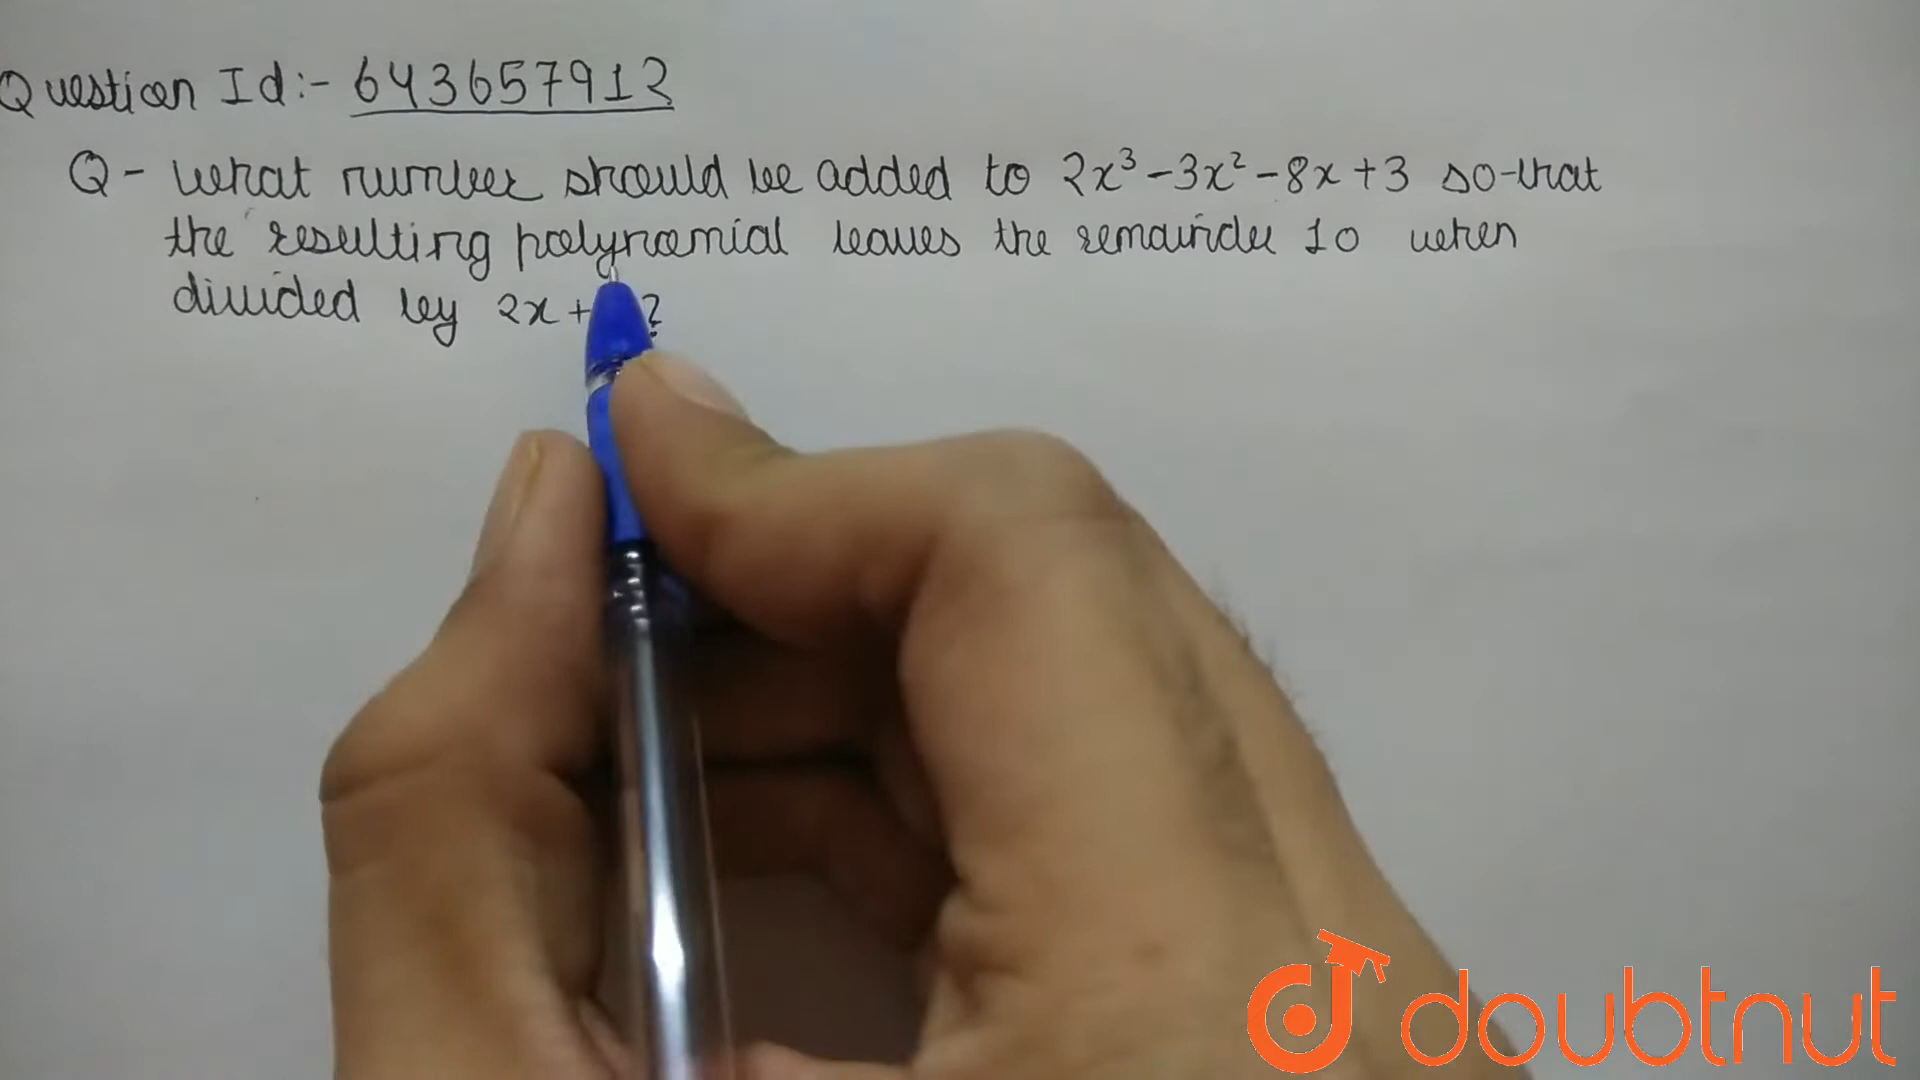 Question Id:- 643657912
Q- what number should be added to 2x³-3x²-8x+3 so-that
the resulting polynomial leaves the remainder 10 when
divided by 2x+ ?
doubtnut